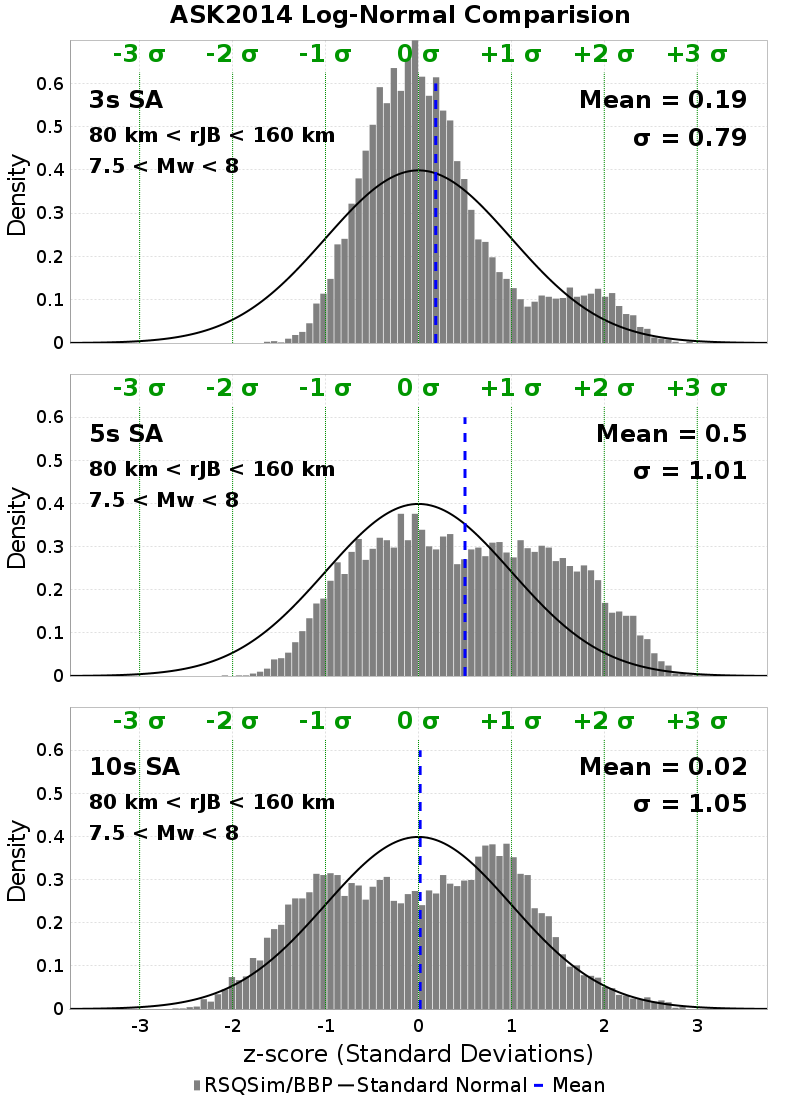 ASK2014 Log-Normal Comparision
-3 σ -2 σ -1 σ 0 σ +1 σ +2 σ +3 σ
0.6
3s SA Mean = 0.19
0.5
80 km < rJB < 160 km σ = 0.79
7.5 < Mw < 8
0.4
Density
0.3
0.2
0.1
0
-3 σ -2 σ -1 σ 0 σ +1 σ +2 σ +3 σ
0.6
5s SA Mean = 0.5
0.5
80 km < rJB < 160 km σ = 1.01
7.5 < Mw < 8
0.4
Density
0.3
0.2
0.1
0
-3 σ -2 σ -1 σ 0 σ +1 σ +2 σ +3 σ
0.6
10s SA Mean = 0.02
0.5
80 km < rJB < 160 km σ = 1.05
7.5 < Mw < 8
0.4
Density
0.3
0.2
0.1
0
-3 -2 -1 0 1 2 3
z-score (Standard Deviations)
RSQSim/BBP Standard Normal Mean